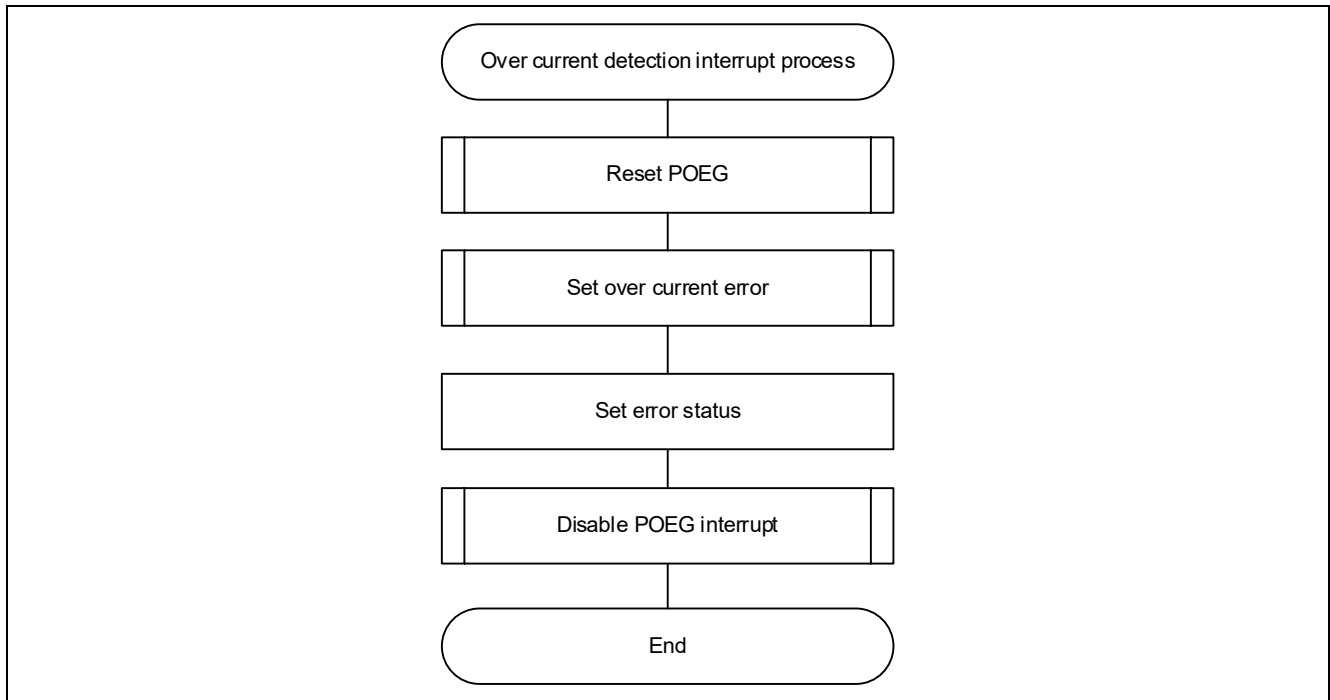 Over current detection interrupt process
Reset POEG
Set over current error
Set error status
Disable POEG interrupt
End